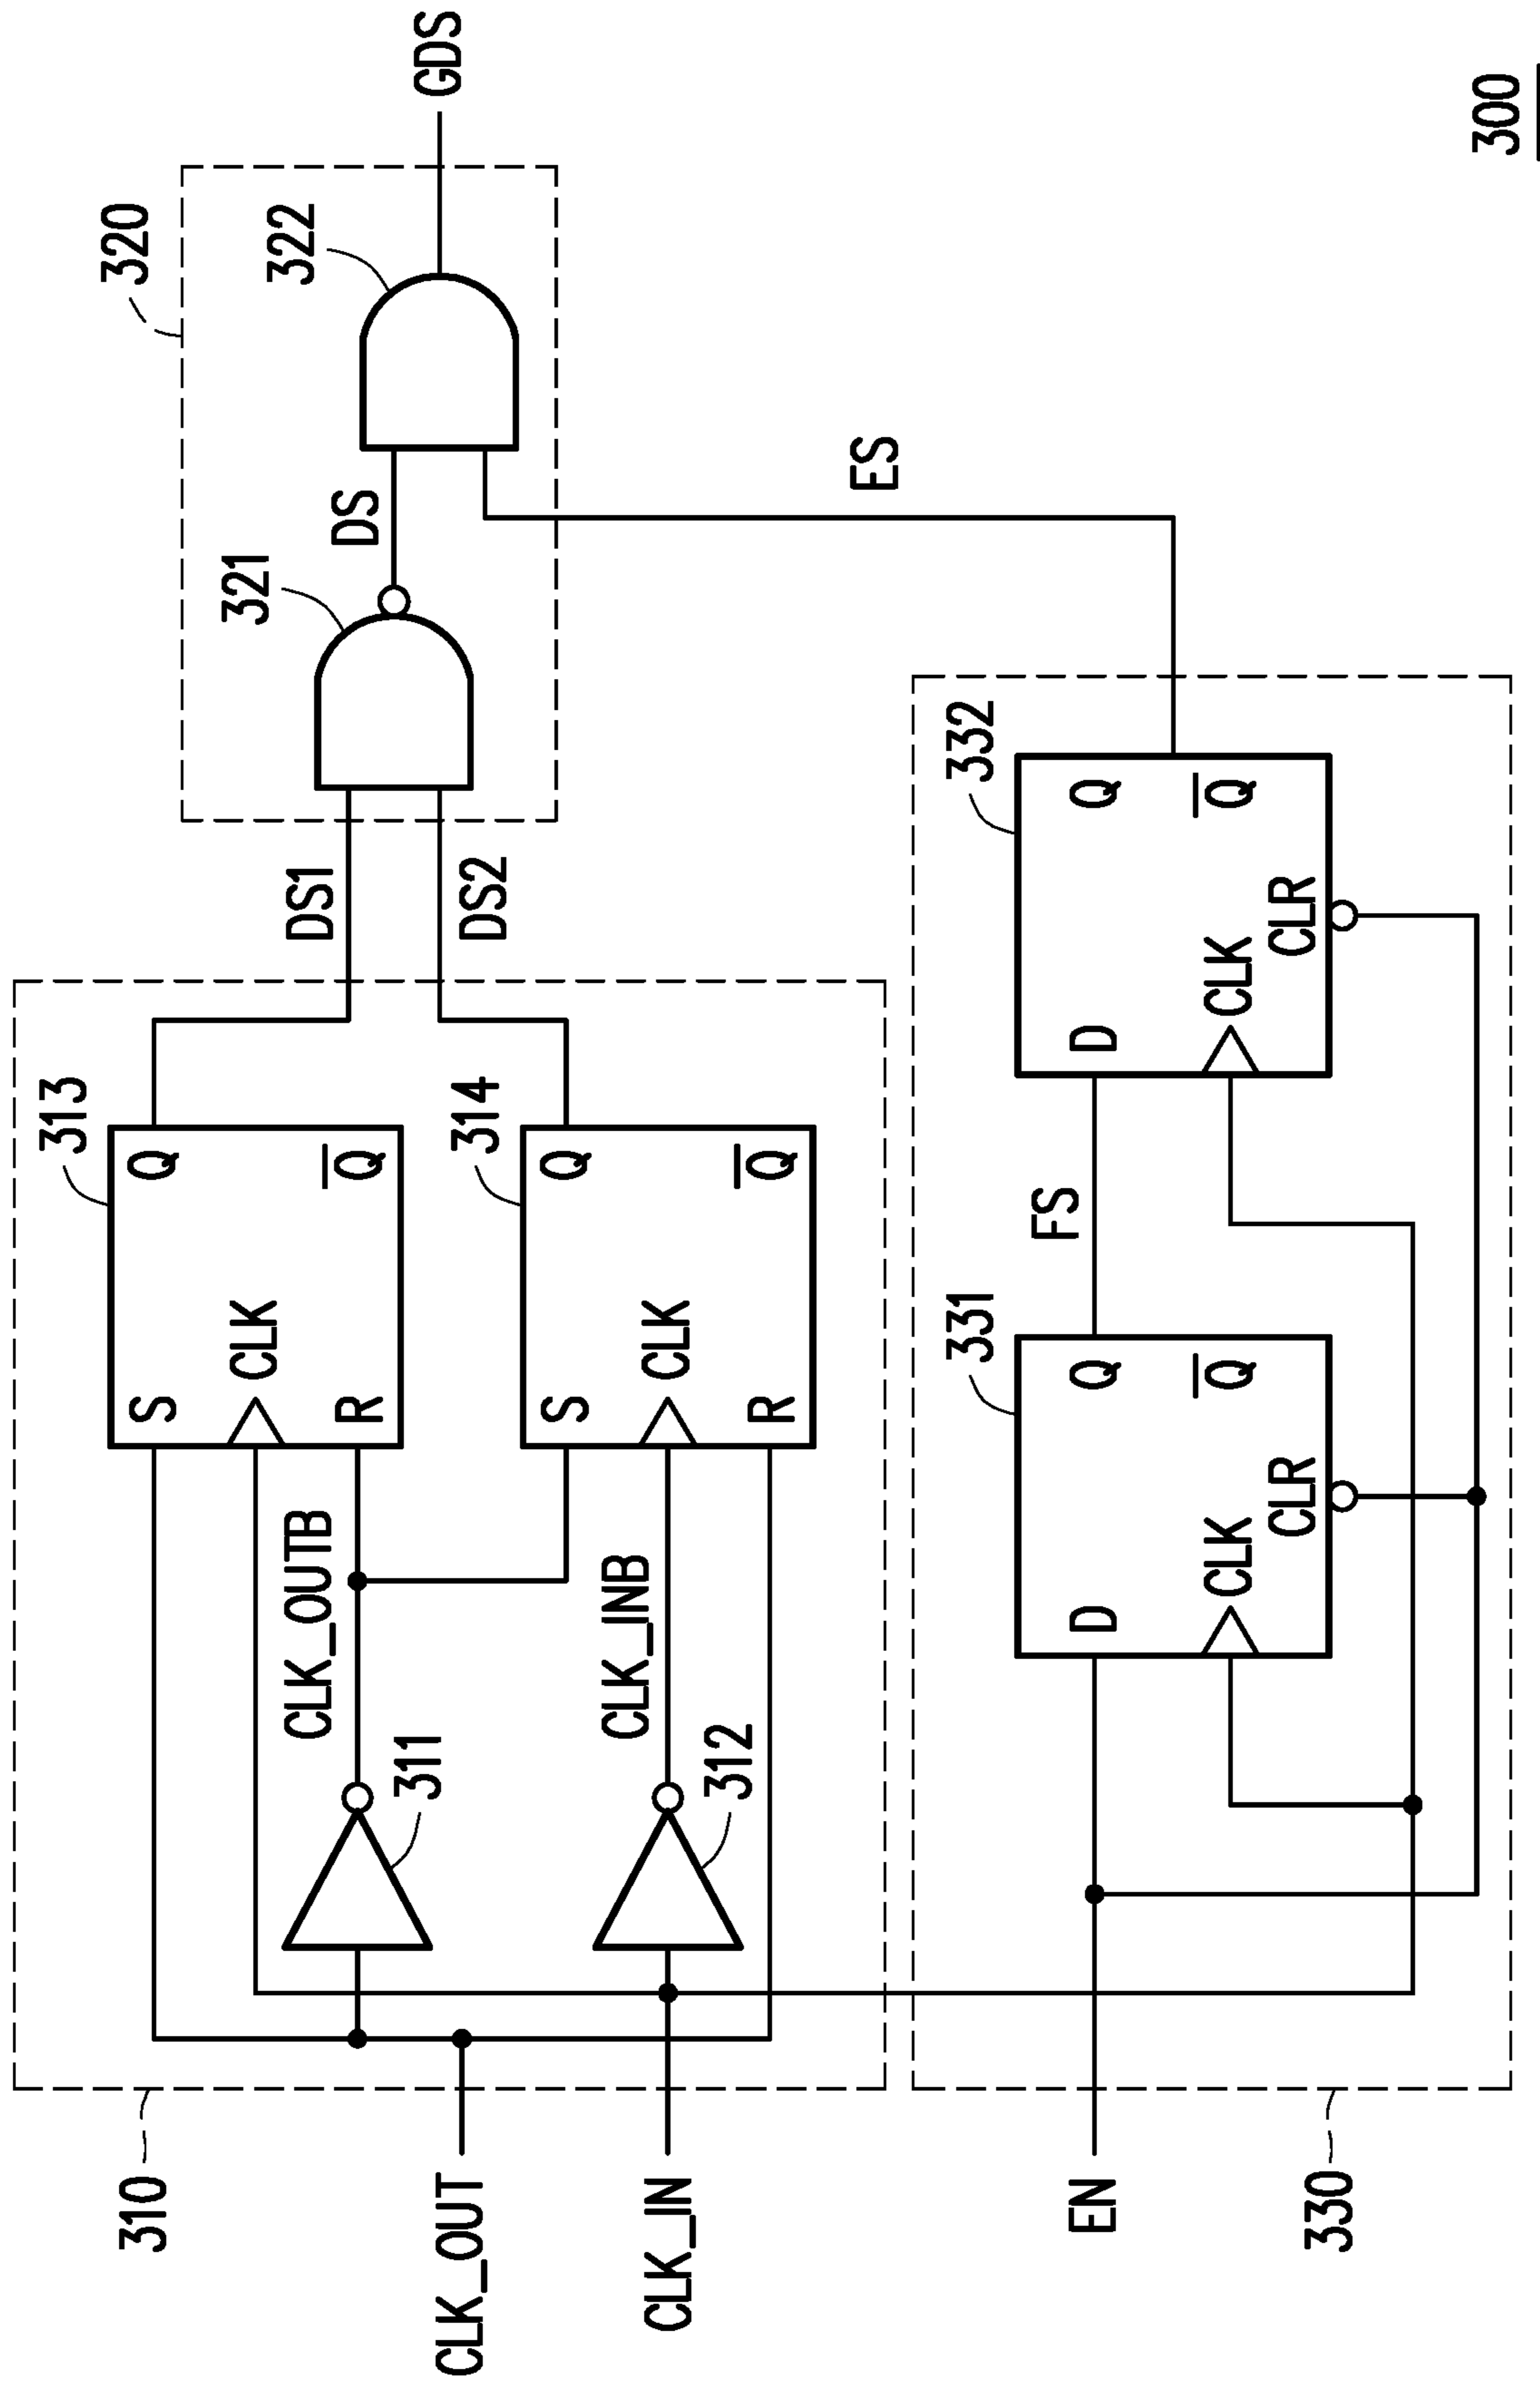 310
CLK_OUT
CLK_IN
311
CLK_OUTB
312
CLK_INB
313
S
CLK
R
Q
Q
314
S
CLK
R
Q
Q
DS1
DS2
320
321
DS
322
GDS
ES
330
EN
331
D
CLK
CLR
Q
Q
FS
332
D
CLK
CLR
Q
Q
300